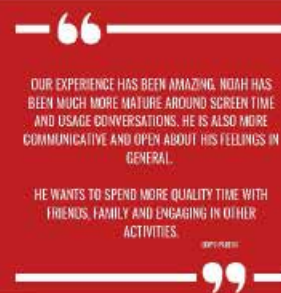 OUR EXPERIENCE HAS BEEN AMAZING. NOAH HAS
BEEN MUCH MORE MATURE AROUND SCREEN TIME
AND USAGE CONVERSATIONS. HE IS ALSO MORE
COMMUNICATIVE AND OPEN ABOUT HIS FEELINGS IN
GENERAL.
HE WANTS TO SPEND MORE QUALITY TIME WITH
FRIENDS, FAMILY AND ENGAGING IN OTHER
ACTIVITIES.